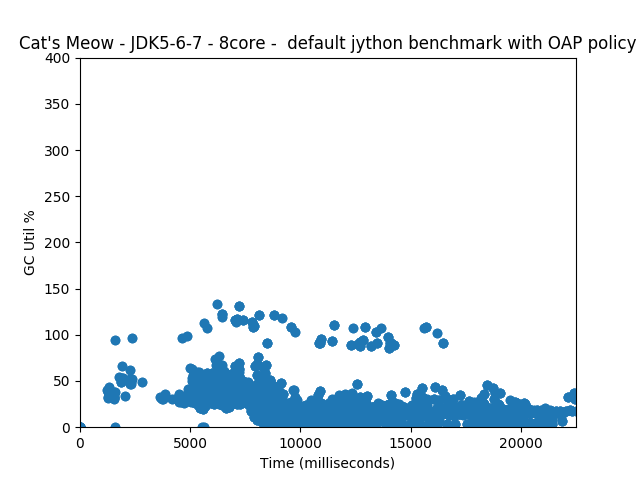 Cat's Meow - JDK5-6-7 - 8core -  default jython benchmark with OAP policy
400
350
300
250
200
150
100
50
0
GC Util %
0 5000 10000 15000 20000
Time (milliseconds)